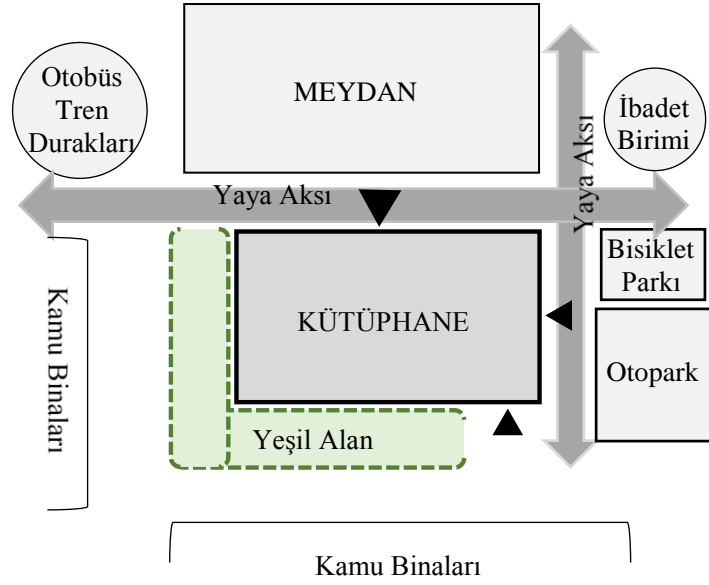 Otobüs
Tren
Durakları
MEYDAN
İbadet
Birimi
Yaya Aksı
Yaya Aksı
Bisiklet
Parkı
KÜTÜPHANE
Kamu Binaları
Otopark
Yeşil Alan
Kamu Binaları